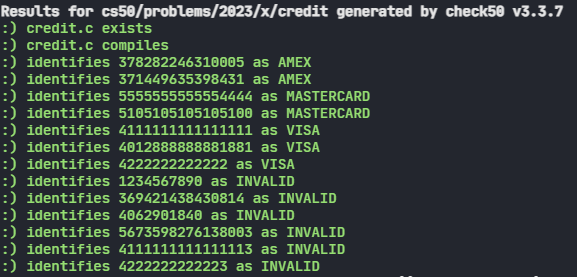 Results for cs50/problems/2023/x/credit generated by check50 v3.3.7
:) credit.c exists
:) credit.c compiles
:) identifies 378282246310005 as AMEX
:) identifies 371449635398431 as AMEX
:) identifies 5555555555554444 as MASTERCARD
:) identifies 5105105105105100 as MASTERCARD
:) identifies 4111111111111111 as VISA
:) identifies 4012888888881881 as VISA
:) identifies 4222222222222 as VISA
:) identifies 1234567890 as INVALID
:) identifies 369421438430814 as INVALID
:) identifies 4062901840 as INVALID
:) identifies 5673598276138003 as INVALID
:) identifies 4111111111111113 as INVALID
:) identifies 4222222222223 as INVALID